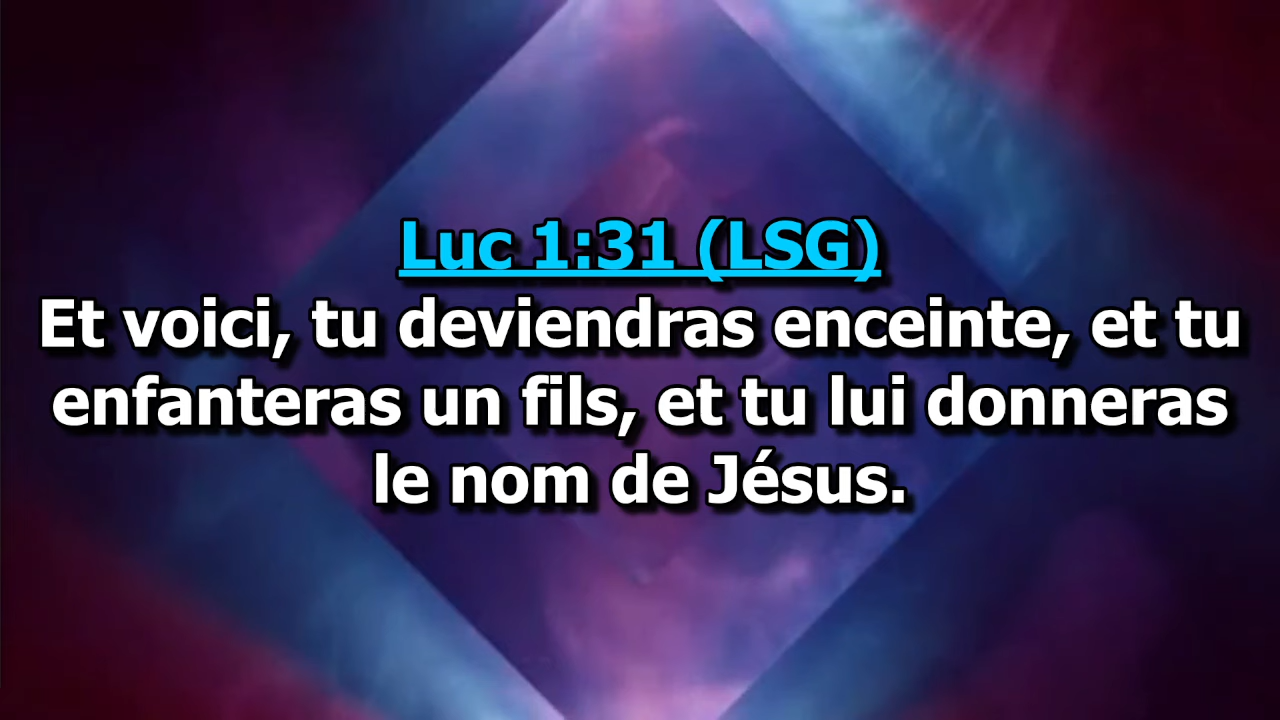 Luc 1:31 (LSG)
Et voici, tu deviendras enceinte, et tu
enfanteras un fils, et tu lui donneras
le nom de Jésus.